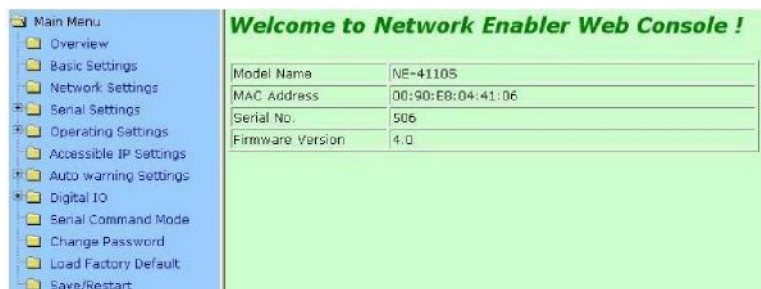 Main Menu
Overview
Basic Settings
Network Settings
Serial Settings
Operating Settings
Accessible IP Settings
Auto warning Settings
Digital IO
Serial Command Mode
Change Password
Load Factory Default
Save/Restart
Welcome to Network Enabler Web Console !
Model Name NE-4110S
MAC Address 00:90:E8:04:41:06
Serial No. 506
Firmware Version 4.0